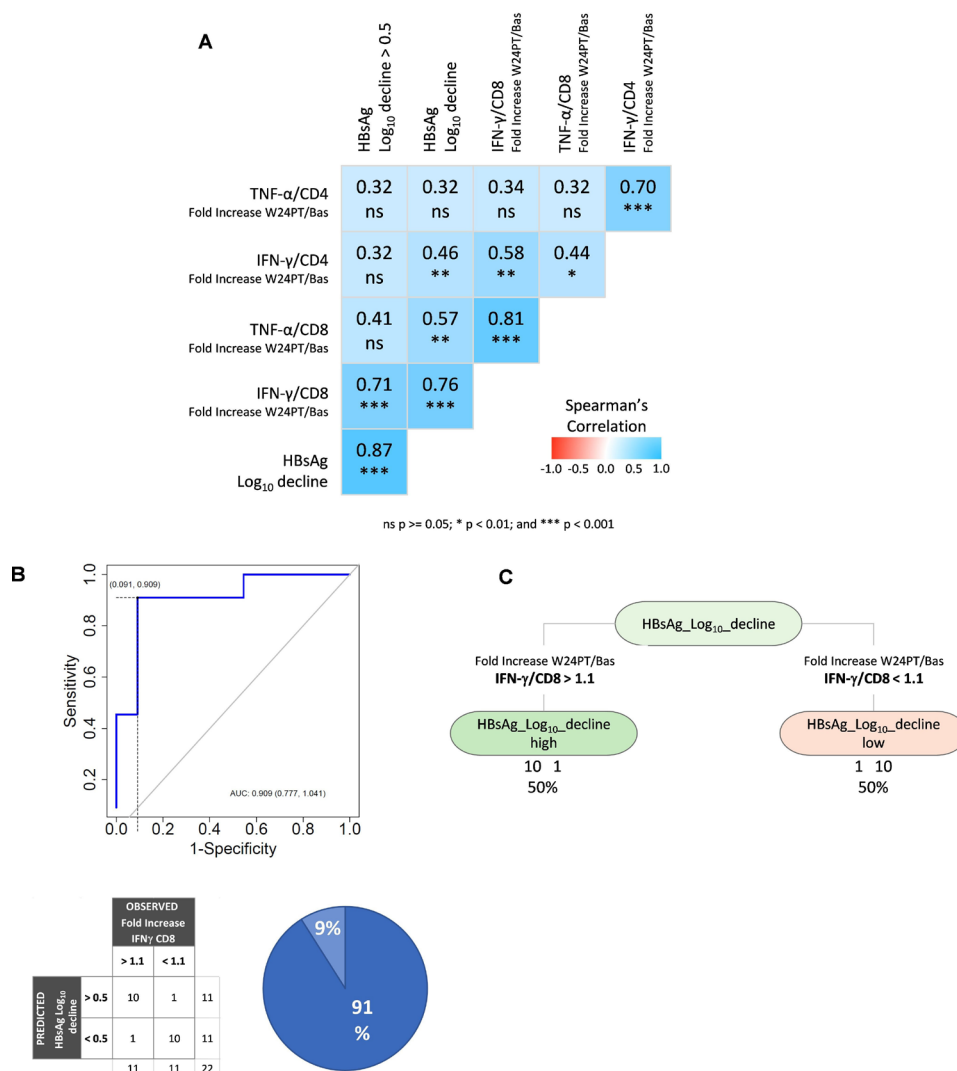 A
HBsAg
Log10 decline > 0.5
HBsAg
Log10 decline
IFN-γ/CD8
Fold Increase W24PT/Bas
TNF-α/CD8
Fold Increase W24PT/Bas
IFN-γ/CD4
Fold Increase W24PT/Bas
TNF-α/CD4
Fold Increase W24PT/Bas
0.32 0.32 0.34 0.32 0.70
ns ns ns ns ***
IFN-γ/CD4
Fold Increase W24PT/Bas
0.32 0.46 0.58 0.44
ns ** ** *
TNF-α/CD8
Fold Increase W24PT/Bas
0.41 0.57 0.81
ns ** ***
IFN-γ/CD8
Fold Increase W24PT/Bas
0.71 0.76
*** ***
HBsAg
Log10 decline
0.87
***
Spearman's
Correlation
-1.0 -0.5 0.0 0.5 1.0
ns p >= 0.05; * p < 0.01; and *** p < 0.001
B
(0.091, 0.909)
1.0
0.8
0.6
0.4
0.2
Sensitivity
AUC: 0.909 (0.777, 1.041)
0.0 0.2 0.4 0.6 0.8 1.0
1-Specificity
C
HBsAg_Log10_decline
Fold Increase W24PT/Bas
IFN-γ/CD8 > 1.1
HBsAg_Log10_decline
high
10 1
50%
Fold Increase W24PT/Bas
IFN-γ/CD8 < 1.1
HBsAg_Log10_decline
low
1 10
50%
OBSERVED
Fold Increase
IFNγ CD8
> 1.1 < 1.1
PREDICTED
HBsAg Log10
decline
> 0.5 10 1 11
< 0.5 1 10 11
11 11 22
9%
91
%